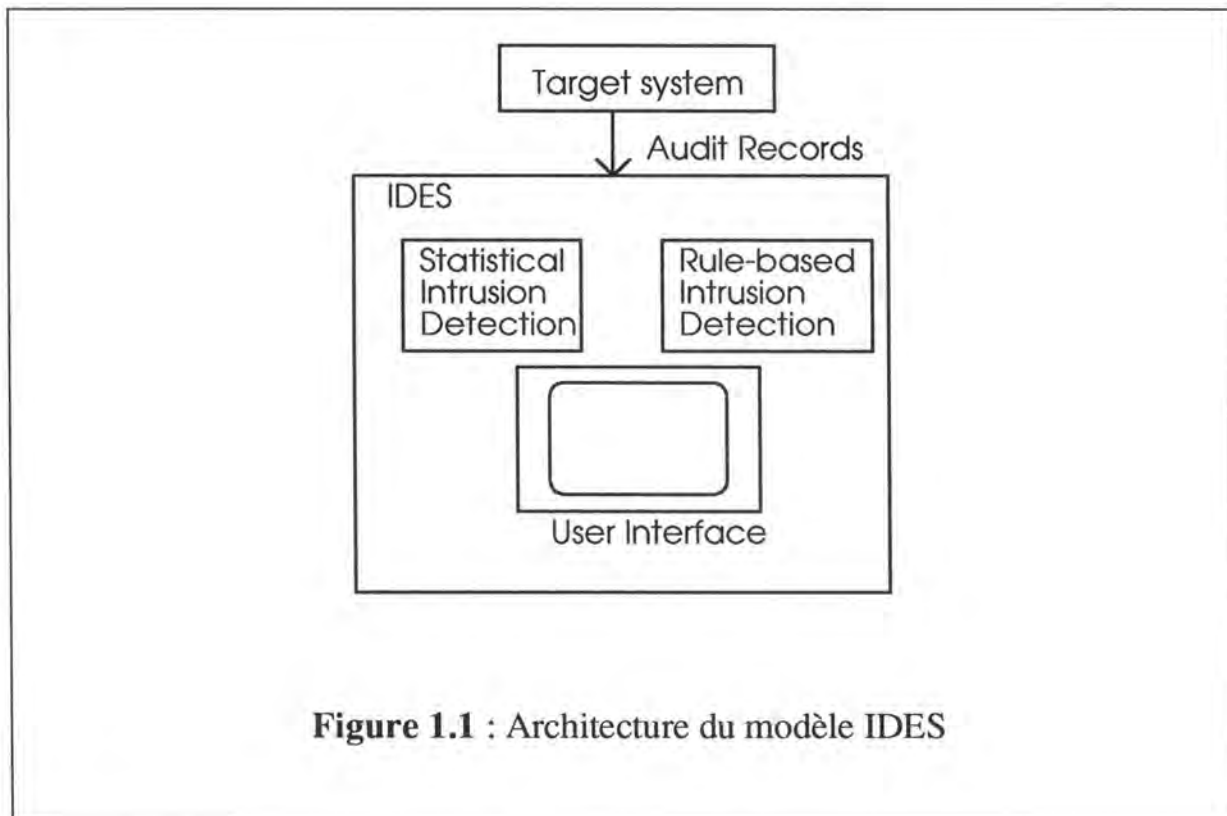 Target system
Audit Records
IDES
Statistical
Intrusion
Detection
Rule-based
Intrusion
Detection
User Interface
Figure 1.1 : Architecture du modèle IDES